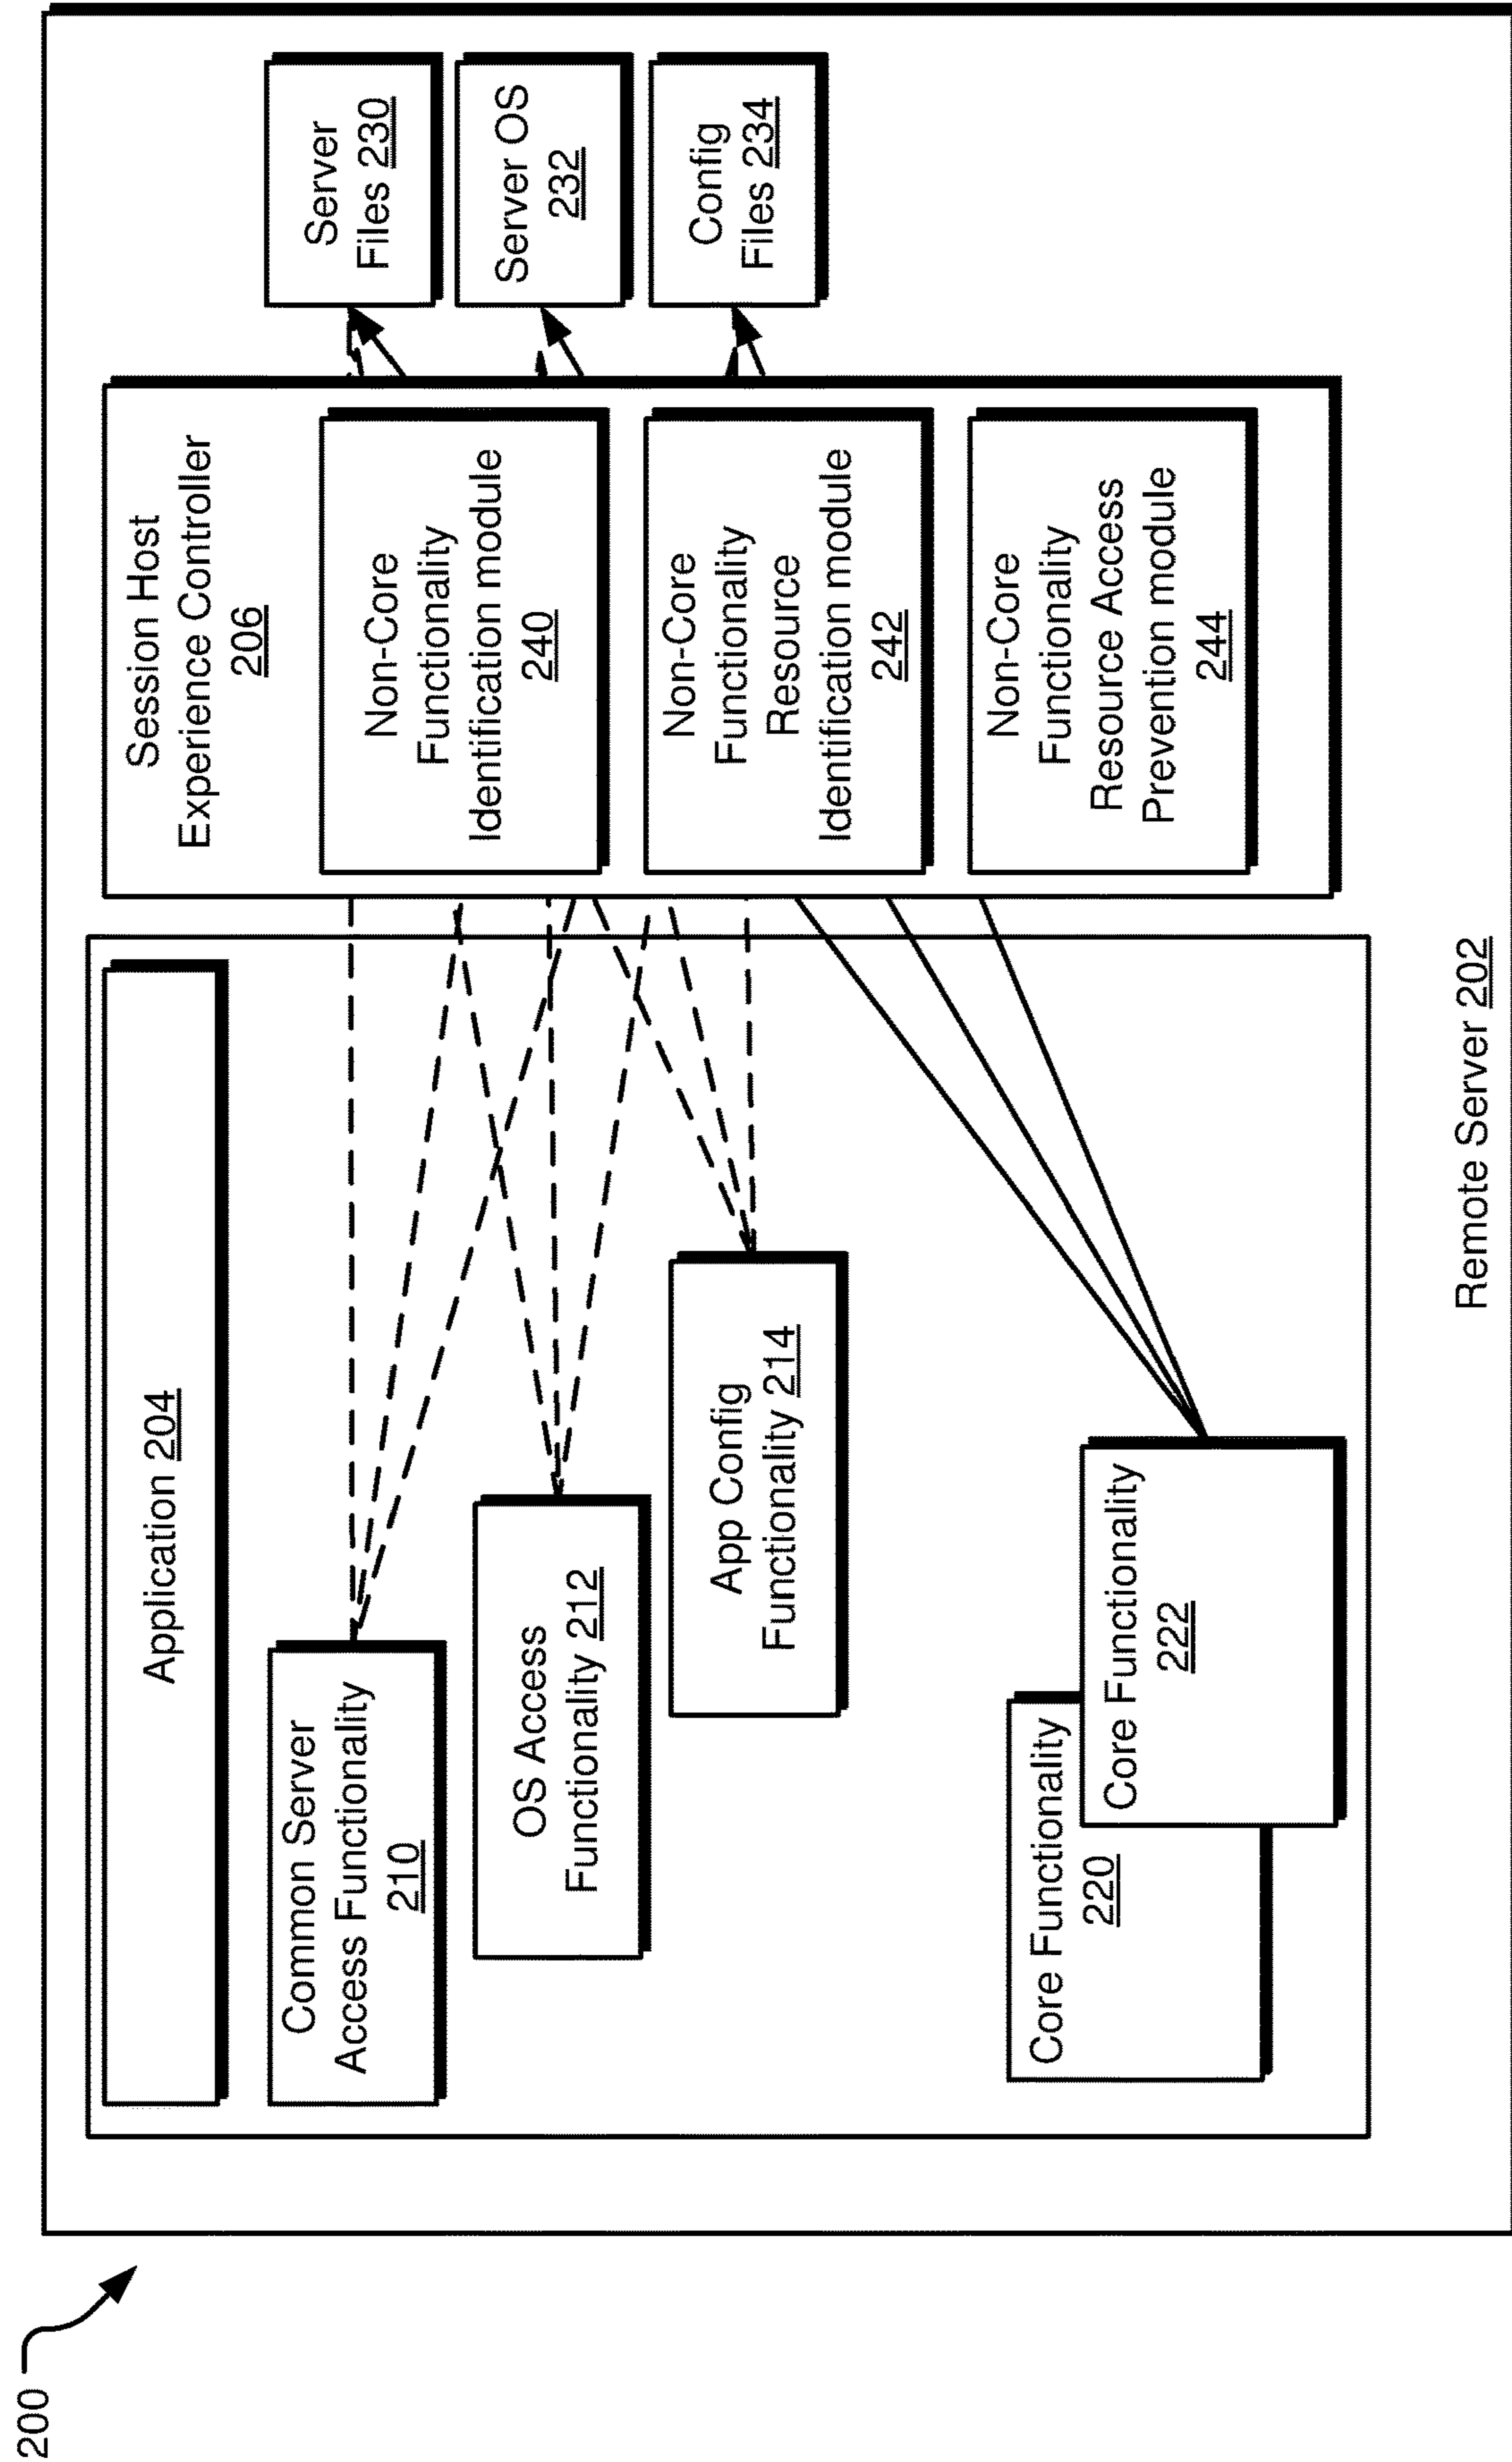 200
Application 204
Common Server
Access Functionality
210
OS Access
Functionality 212
App Config
Functionality 214
Core Functionality
220
Core Functionality
222
Session Host
Experience Controller
206
Non-Core
Functionality
Identification module
240
Non-Core
Functionality
Resource
Identification module
242
Non-Core
Functionality
Resource Access
Prevention module
244
Server
Files 230
Server OS
232
Config
Files 234
Remote Server 202